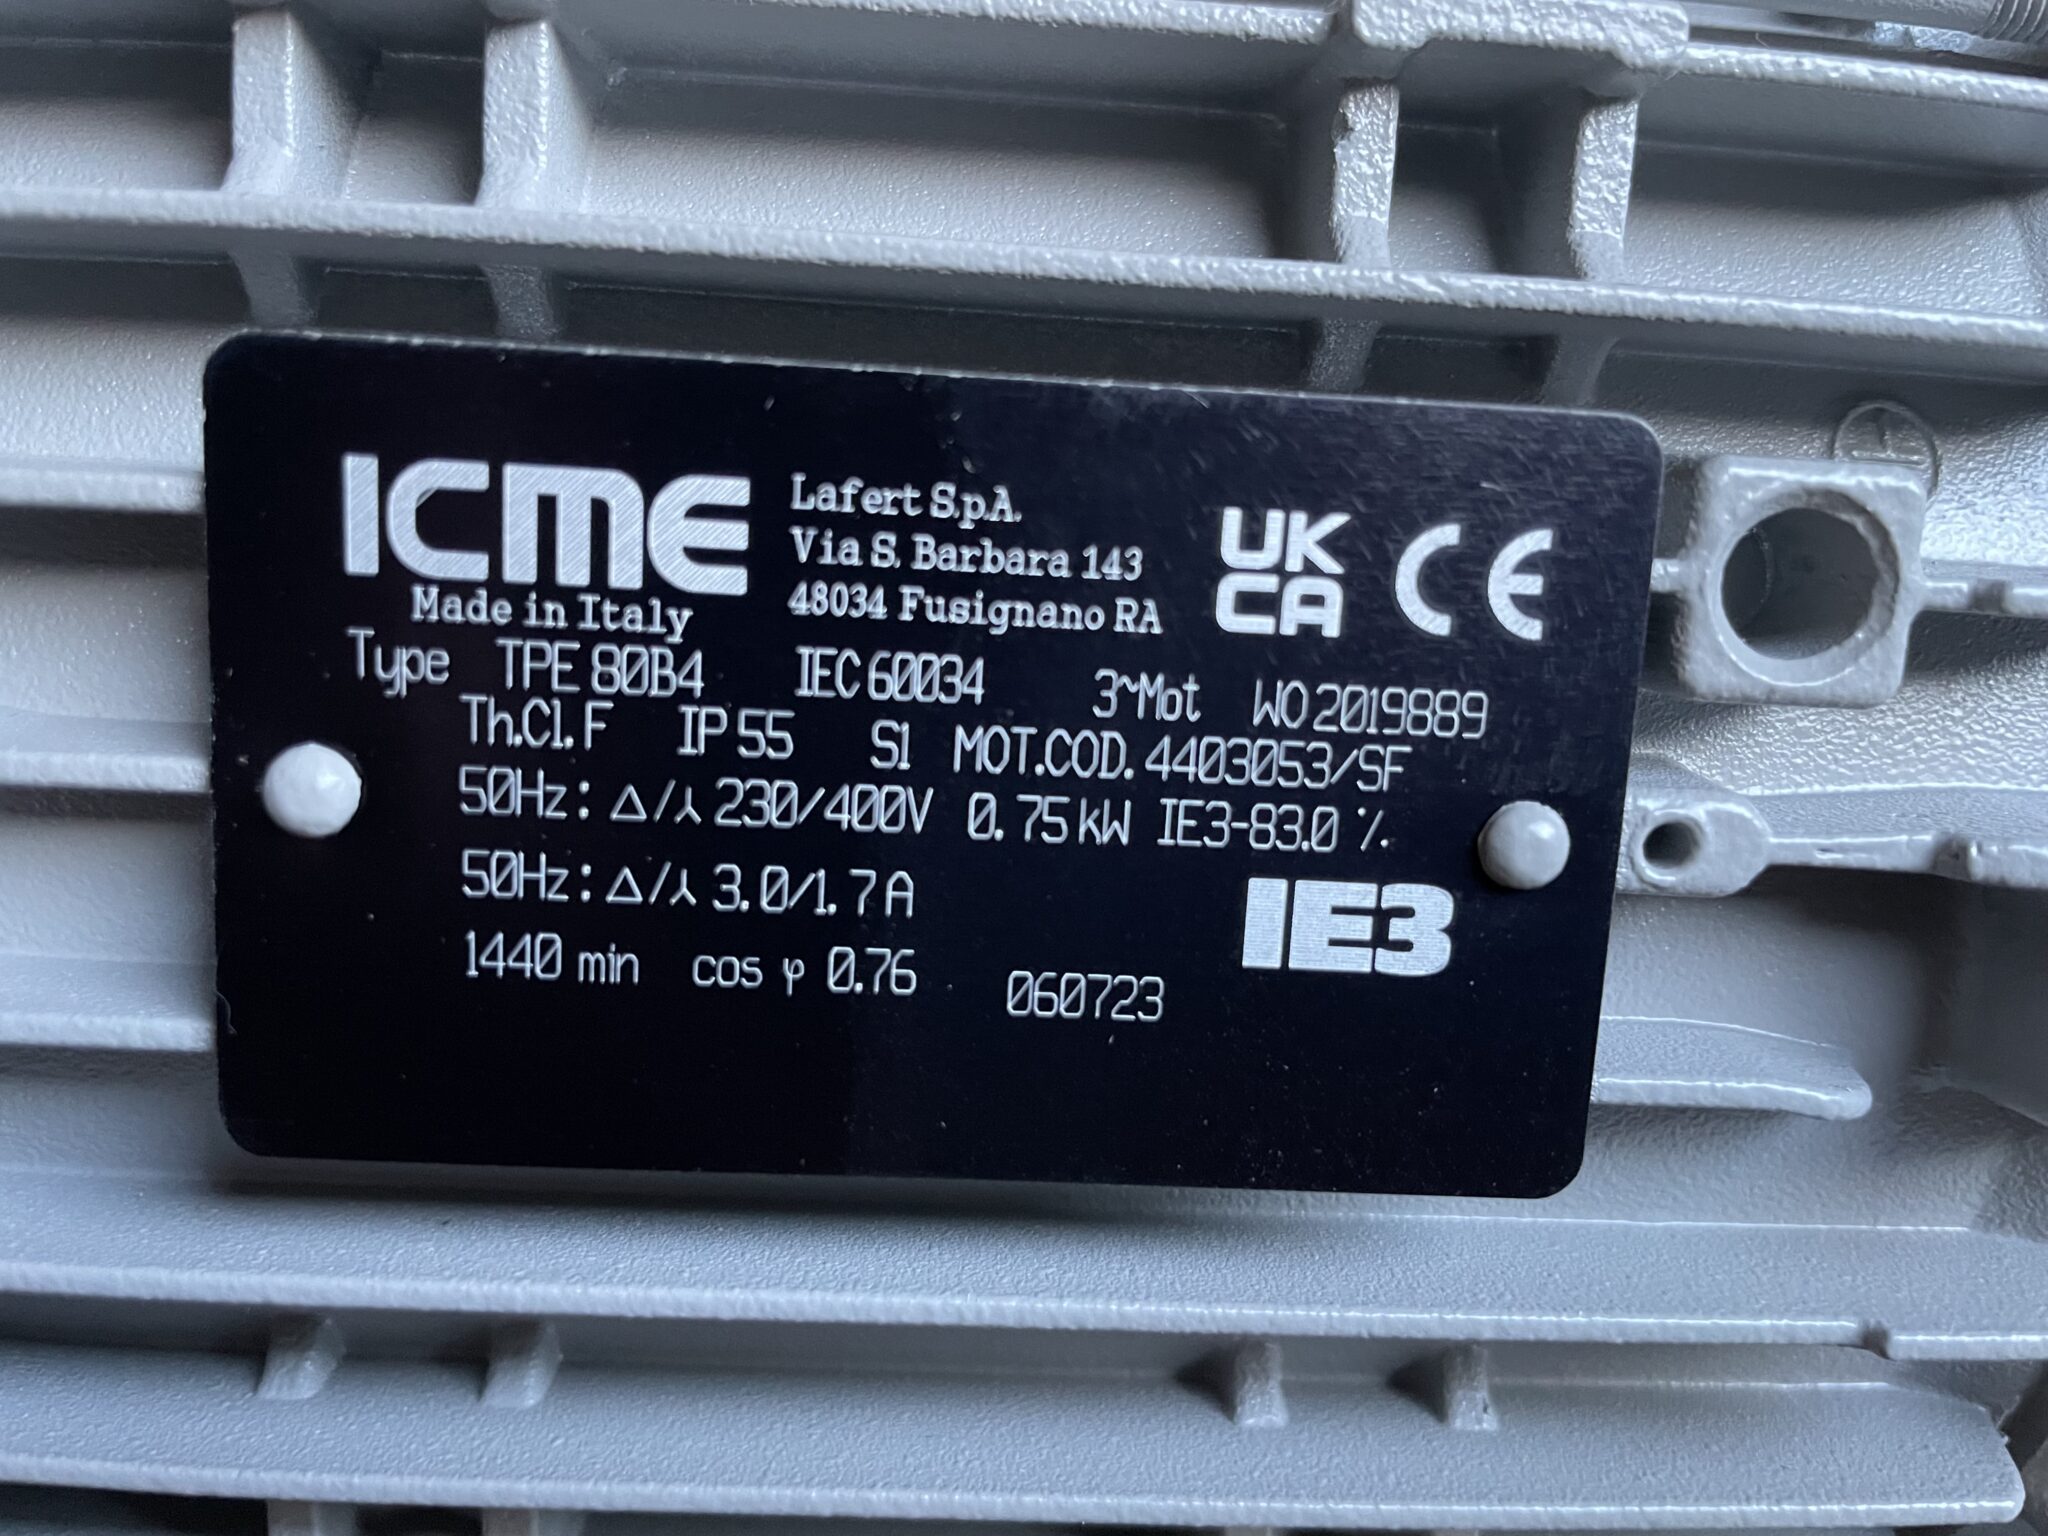 ICME
Made in Italy
Lafert S.p.A.
Via S. Barbara 143
48034 Fusignano RA
UK
CA
CE
Type TPE 80B4 IEC 60034 3~Mot WO 2019889
Th.Cl. F IP 55 S1 MOT.COD. 4403053/SF
50Hz: Δ/⅄ 230/400V 0.75 kW IE3-83.0 %.
50Hz: Δ/⅄ 3.0/1.7 A
1440 min cos φ 0.76 060723
IE3